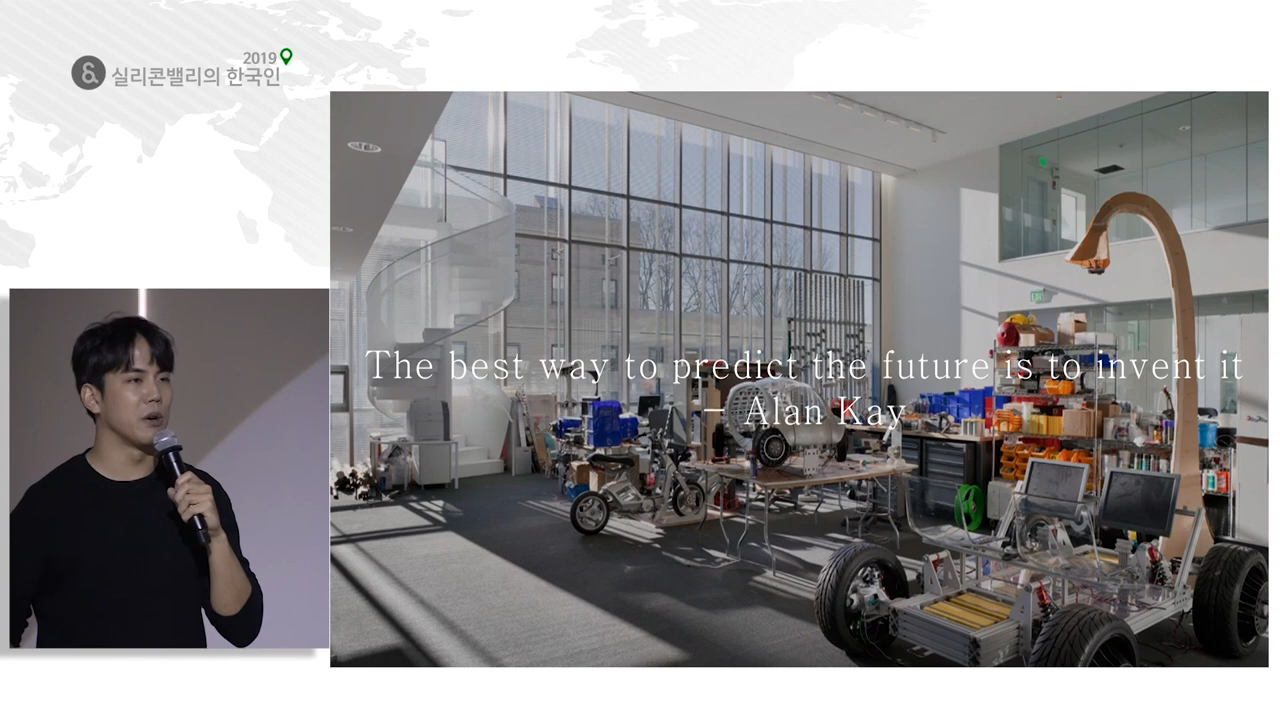 2019
& 실리콘밸리의 한국인
The best way to predict the future is to invent it
– Alan Kay